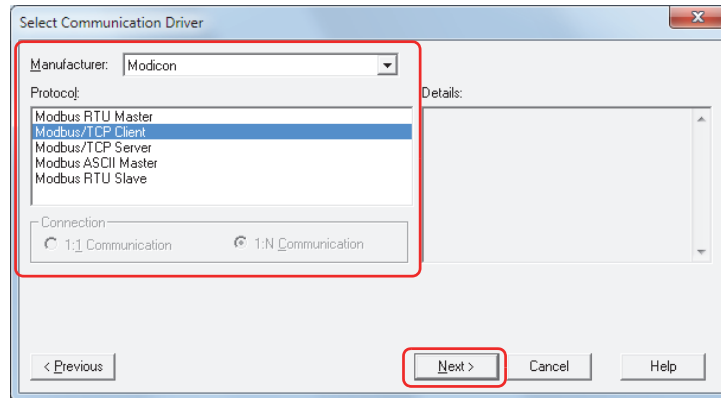 Select Communication Driver
Manufacturer: Modicon
Protocol:
Details:
Modbus RTU Master
Modbus/TCP Client
Modbus/TCP Server
Modbus ASCII Master
Modbus RTU Slave
Connection
1:1 Communication 1:N Communication
< Previous Next > Cancel Help